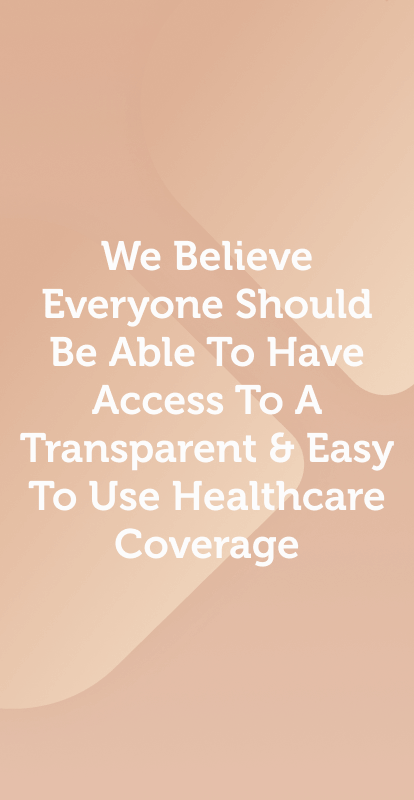 We Believe
Everyone Should
Be Able To Have
Access To A
Transparent & Easy
To Use Healthcare
Coverage